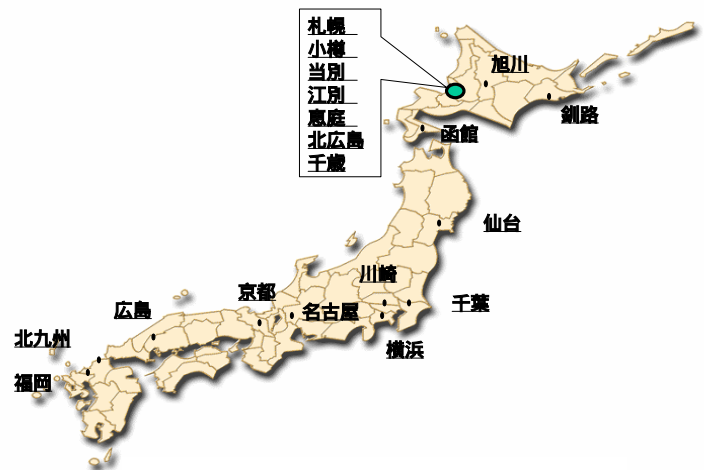 札幌
小樽
当別
江別
恵庭
北広島
千歳
旭川
釧路
函館
仙台
川崎
京都
千葉
名古屋
広島
北九州
横浜
福岡